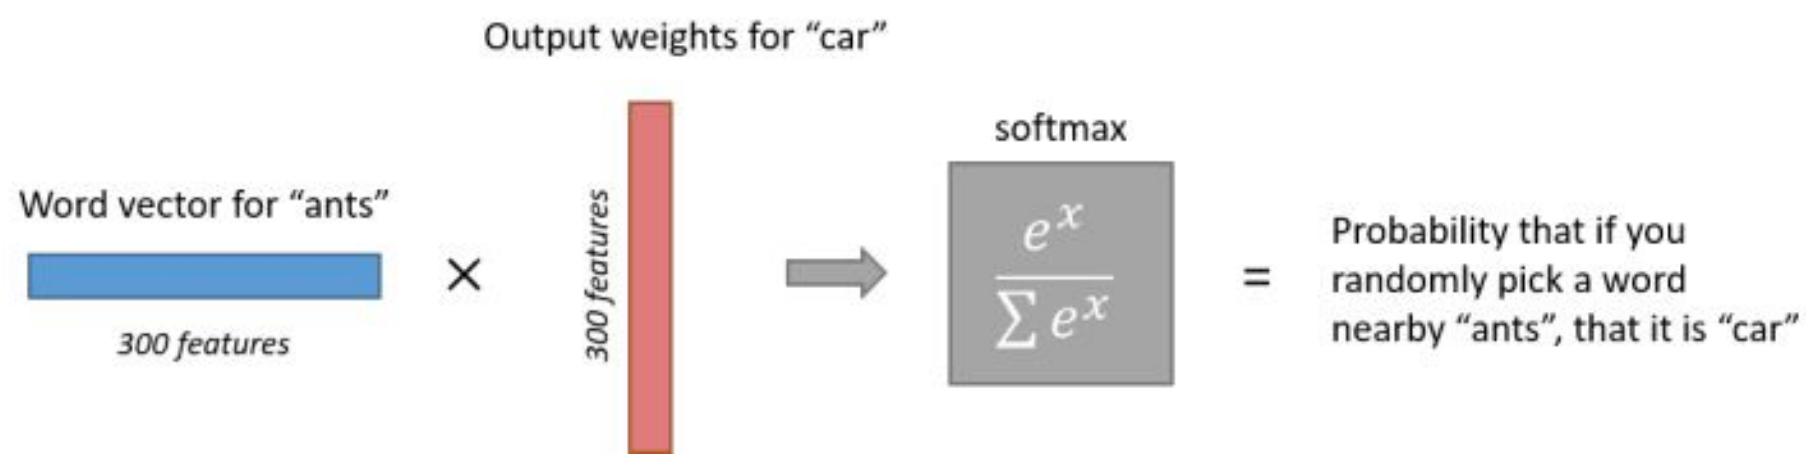 Output weights for “car”
softmax
Word vector for “ants”
300 features
×
300 features
e^x
∑ e^x
=
Probability that if you
randomly pick a word
nearby “ants”, that it is “car”